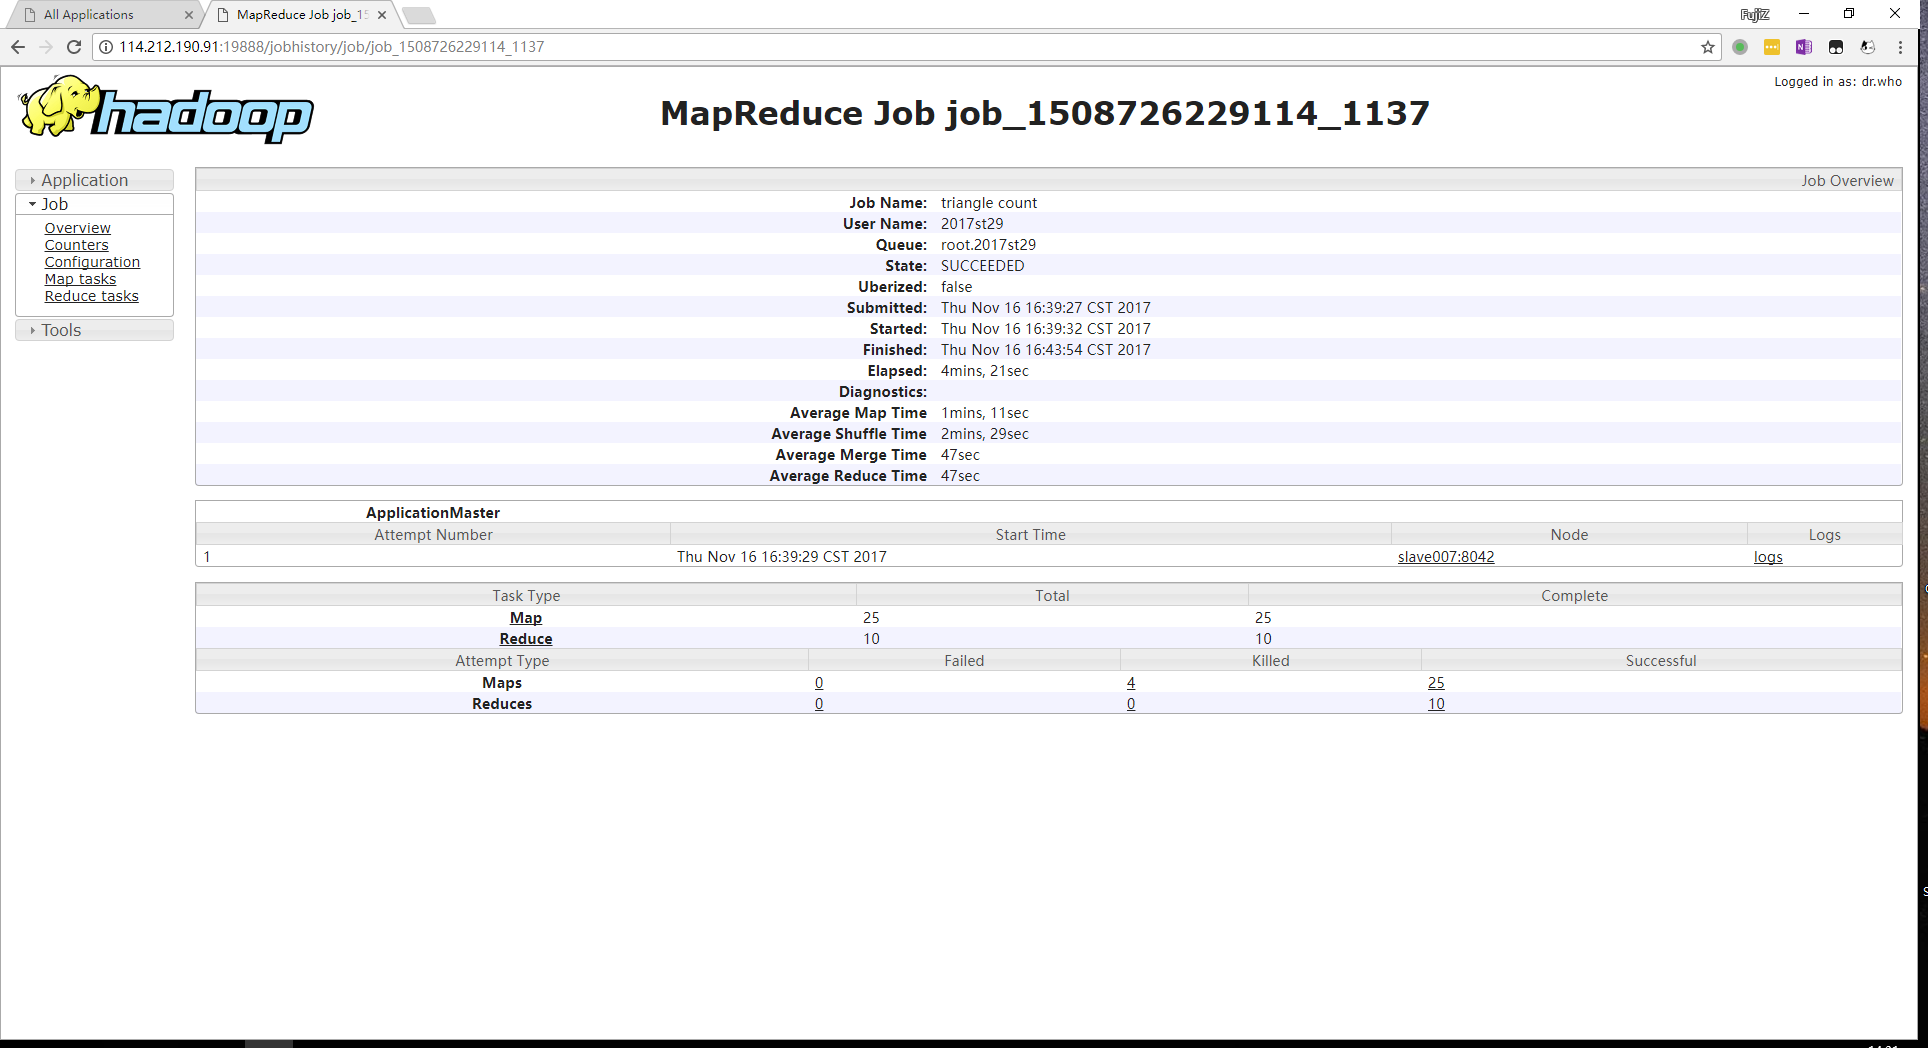 All Applications
MapReduce Job job_15
FujiZ
114.212.190.91:19888/jobhistory/job/job_1508726229114_1137
Logged in as: dr.who
hadoop
MapReduce Job job_1508726229114_1137
Application
Job
Overview
Counters
Configuration
Map tasks
Reduce tasks
Tools
Job Overview
Job Name: triangle count
User Name: 2017st29
Queue: root.2017st29
State: SUCCEEDED
Uberized: false
Submitted: Thu Nov 16 16:39:27 CST 2017
Started: Thu Nov 16 16:39:32 CST 2017
Finished: Thu Nov 16 16:43:54 CST 2017
Elapsed: 4mins, 21sec
Diagnostics:
Average Map Time 1mins, 11sec
Average Shuffle Time 2mins, 29sec
Average Merge Time 47sec
Average Reduce Time 47sec
ApplicationMaster
Attempt Number Start Time Node Logs
1 Thu Nov 16 16:39:29 CST 2017 slave007:8042 logs
Task Type Total Complete
Map 25 25
Reduce 10 10
Attempt Type Failed Killed Successful
Maps 0 4 25
Reduces 0 0 10